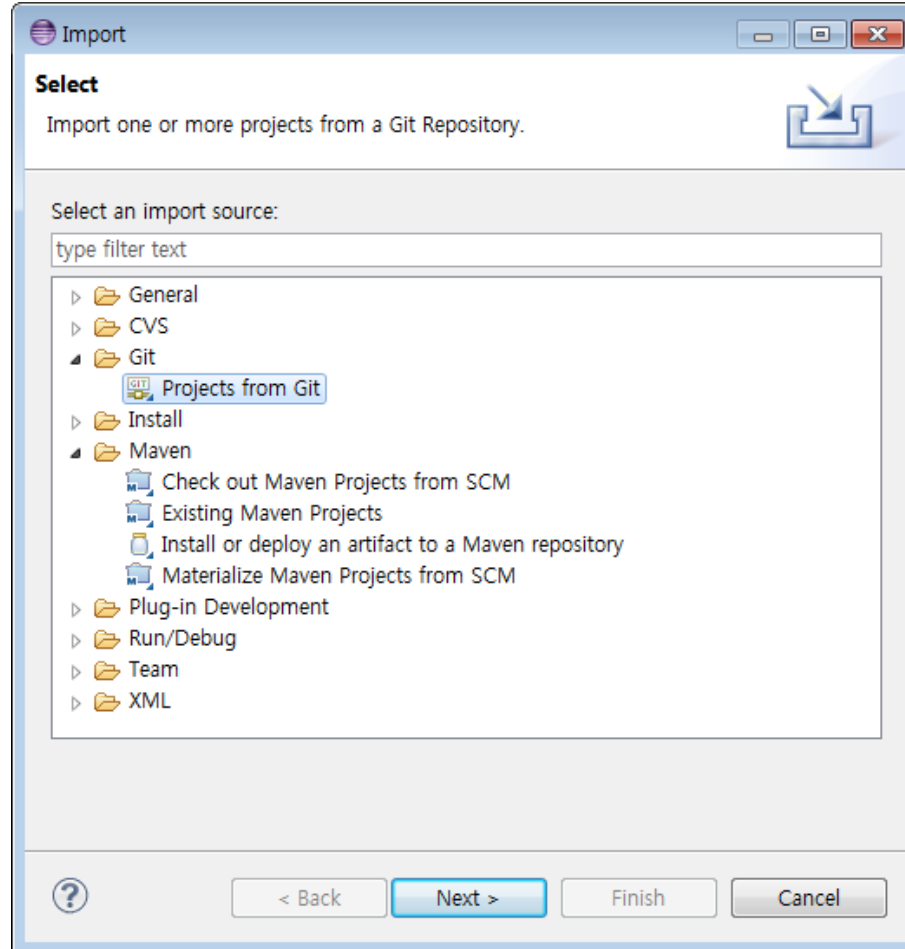 Import
Select
Import one or more projects from a Git Repository.
Select an import source:
type filter text
General
CVS
Git
GIT Projects from Git
Install
Maven
M Check out Maven Projects from SCM
M Existing Maven Projects
Install or deploy an artifact to a Maven repository
M Materialize Maven Projects from SCM
Plug-in Development
Run/Debug
Team
XML
? < Back Next > Finish Cancel